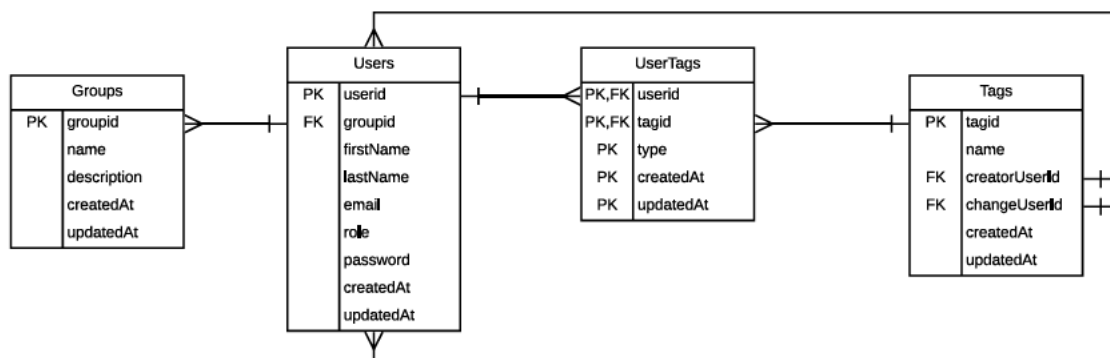 Groups
PK groupid
name
description
createdAt
updatedAt
Users
PK userid
FK groupid
firstName
lastName
email
role
password
createdAt
updatedAt
UserTags
PK,FK userid
PK,FK tagid
PK type
PK createdAt
PK updatedAt
Tags
PK tagid
name
FK creatorUserId
FK changeUserId
createdAt
updatedAt